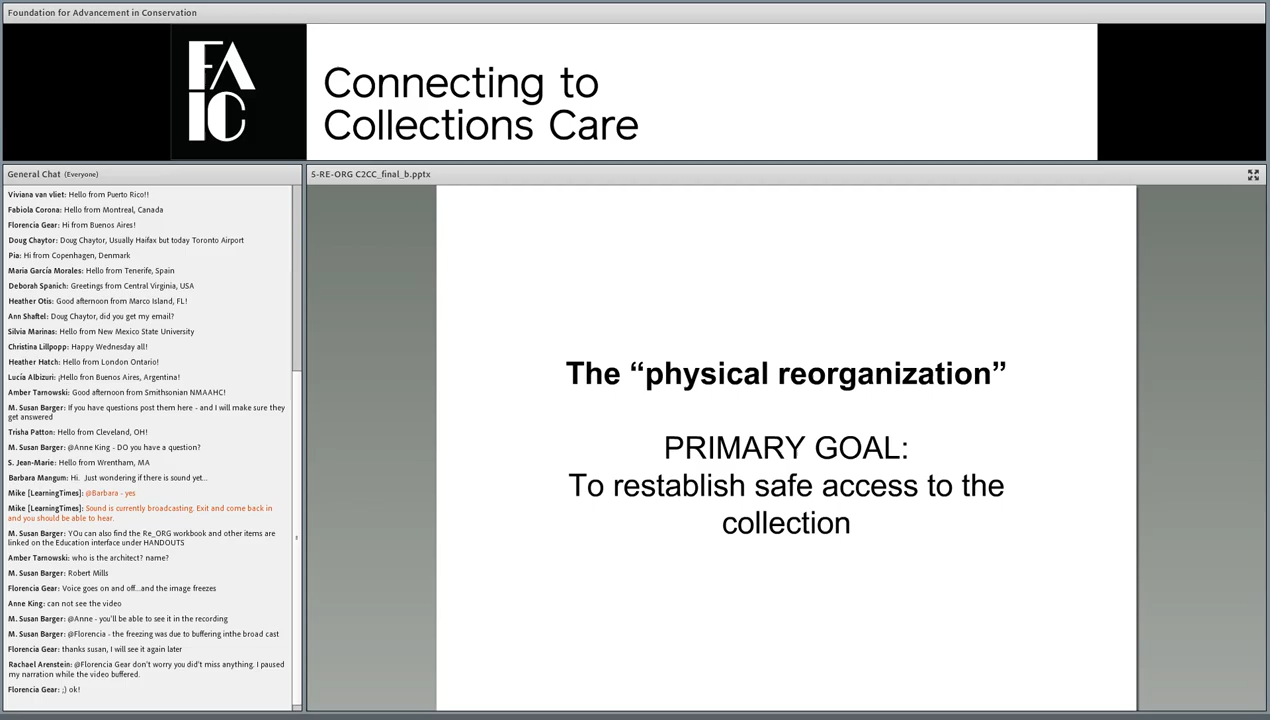 Foundation for Advancement in Conservation
FA
IC
Connecting to
Collections Care
General Chat (Everyone)
Viviana van vliet: Hello from Puerto Rico!!
Fabiola Corona: Hello from Montreal, Canada
Florencia Gear: Hi from Buenos Aires!
Doug Chaytor: Doug Chaytor, Usually Haifax but today Toronto Airport
Pia: Hi from Copenhagen, Denmark
Maria García Morales: Hello from Tenerife, Spain
Deborah Spanich: Greetings from Central Virginia, USA
Heather Otis: Good afternoon from Marco Island, FL!
Ann Shaftel: Doug Chaytor, did you get my email?
Silvia Marinas: Hello from New Mexico State University
Christina Lillpopp: Happy Wednesday all!
Heather Hatch: Hello from London Ontario!
Lucía Albizuri: ¡Hello fron Buenos Aires, Argentina!
Amber Tarnowski: Good afternoon from Smithsonian NMAAHC!
M. Susan Barger: If you have questions post them here - and I will make sure they
get answered
Trisha Patton: Hello from Cleveland, OH!
M. Susan Barger: @Anne King - DO you have a question?
S. Jean-Marie: Hello from Wrentham, MA
Barbara Mangum: Hi. Just wondering if there is sound yet...
Mike [LearningTimes]: @Barbara - yes
Mike [LearningTimes]: Sound is currently broadcasting. Exit and come back in
and you should be able to hear.
M. Susan Barger: YOu can also find the Re_ORG workbook and other items are
linked on the Education interface under HANDOUTS
Amber Tarnowski: who is the architect? name?
M. Susan Barger: Robert Mills
Florencia Gear: Voice goes on and off...and the image freezes
Anne King: can not see the video
M. Susan Barger: @Anne - you'll be able to see it in the recording
M. Susan Barger: @Florencia - the freezing was due to buffering inthe broad cast
Florencia Gear: thanks susan, I will see it again later
Rachael Arenstein: @Florencia Gear don't worry you did't miss anything. I paused
my narration while the video buffered.
Florencia Gear: ;) ok!
5-RE-ORG C2CC_final_b.pptx
The “physical reorganization”
PRIMARY GOAL:
To restablish safe access to the
collection